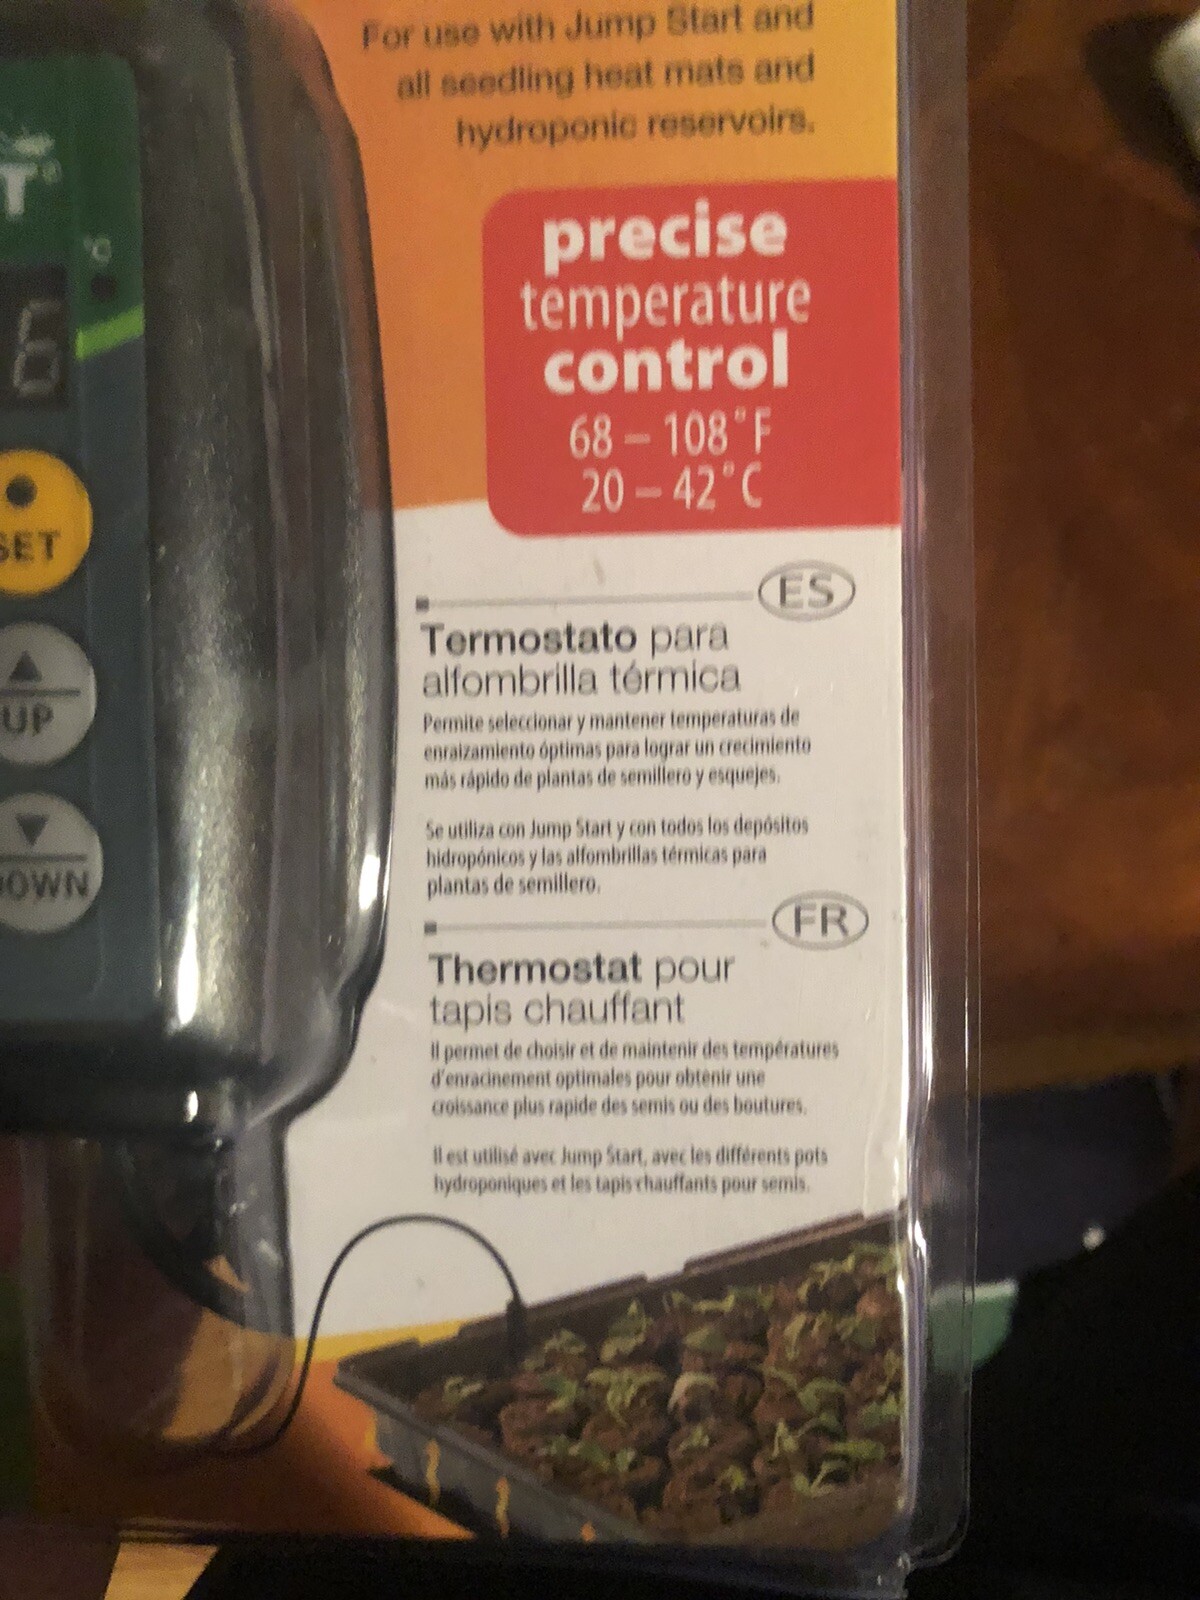 For use with Jump Start and
all seedling heat mats and
hydroponic reservoirs.
T®
°C
6
SET
UP
DOWN
precise
temperature
control
68 – 108°F
20 – 42°C
ES
Termostato para
alfombrilla térmica
Permite seleccionar y mantener temperaturas de
enraizamiento óptimas para lograr un crecimiento
más rápido de plantas de semillero y esquejes.
Se utiliza con Jump Start y con todos los depósitos
hidropónicos y las alfombrillas térmicas para
plantas de semillero.
FR
Thermostat pour
tapis chauffant
Il permet de choisir et de maintenir des températures
d'enracinement optimales pour obtenir une
croissance plus rapide des semis ou des boutures.
Il est utilisé avec Jump Start, avec les différents pots
hydroponiques et les tapis chauffants pour semis.